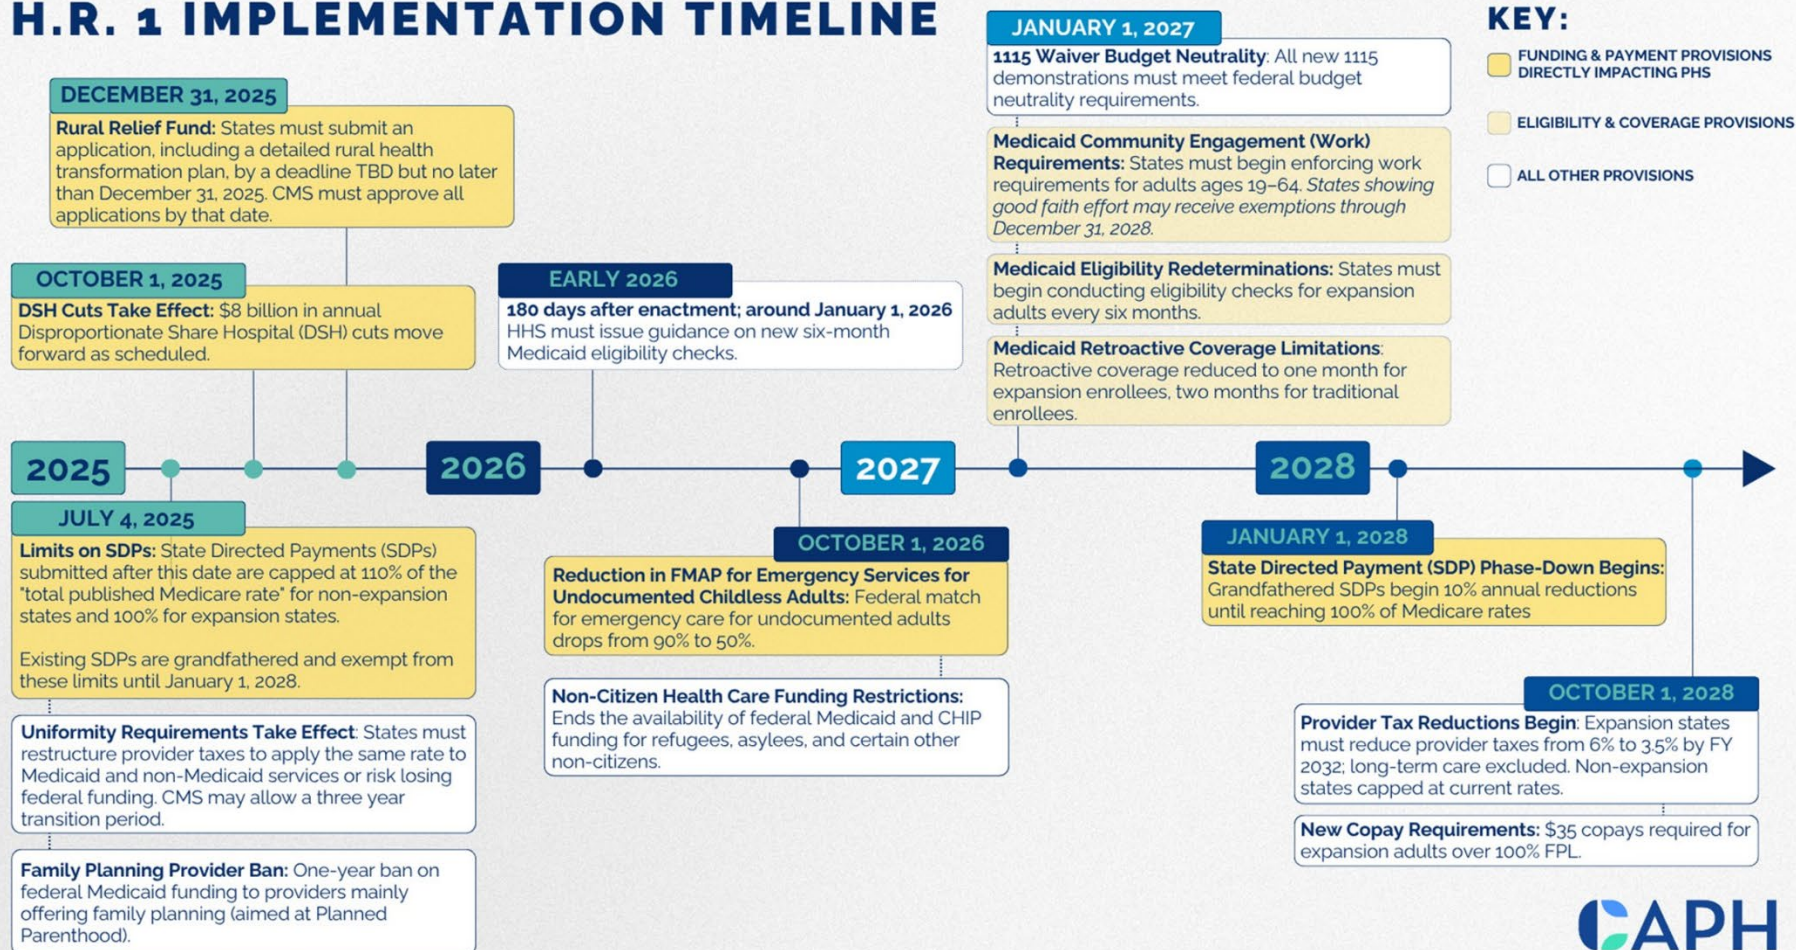 H.R. 1 IMPLEMENTATION TIMELINE
DECEMBER 31, 2025
Rural Relief Fund: States must submit an
application, including a detailed rural health
transformation plan, by a deadline TBD but no later
than December 31, 2025. CMS must approve all
applications by that date.
OCTOBER 1, 2025
DSH Cuts Take Effect: $8 billion in annual
Disproportionate Share Hospital (DSH) cuts move
forward as scheduled.
EARLY 2026
180 days after enactment; around January 1, 2026
HHS must issue guidance on new six-month
Medicaid eligibility checks.
JANUARY 1, 2027
1115 Waiver Budget Neutrality: All new 1115
demonstrations must meet federal budget
neutrality requirements.
Medicaid Community Engagement (Work)
Requirements: States must begin enforcing work
requirements for adults ages 19–64. States showing
good faith effort may receive exemptions through
December 31, 2028.
Medicaid Eligibility Redeterminations: States must
begin conducting eligibility checks for expansion
adults every six months.
Medicaid Retroactive Coverage Limitations:
Retroactive coverage reduced to one month for
expansion enrollees, two months for traditional
enrollees.
KEY:
FUNDING & PAYMENT PROVISIONS
DIRECTLY IMPACTING PHS
ELIGIBILITY & COVERAGE PROVISIONS
ALL OTHER PROVISIONS
2025
2026
2027
2028
JULY 4, 2025
Limits on SDPs: State Directed Payments (SDPs)
submitted after this date are capped at 110% of the
"total published Medicare rate" for non-expansion
states and 100% for expansion states.
Existing SDPs are grandfathered and exempt from
these limits until January 1, 2028.
Uniformity Requirements Take Effect: States must
restructure provider taxes to apply the same rate to
Medicaid and non-Medicaid services or risk losing
federal funding. CMS may allow a three year
transition period.
Family Planning Provider Ban: One-year ban on
federal Medicaid funding to providers mainly
offering family planning (aimed at Planned
Parenthood).
OCTOBER 1, 2026
Reduction in FMAP for Emergency Services for
Undocumented Childless Adults: Federal match
for emergency care for undocumented adults
drops from 90% to 50%.
Non-Citizen Health Care Funding Restrictions:
Ends the availability of federal Medicaid and CHIP
funding for refugees, asylees, and certain other
non-citizens.
JANUARY 1, 2028
State Directed Payment (SDP) Phase-Down Begins:
Grandfathered SDPs begin 10% annual reductions
until reaching 100% of Medicare rates
OCTOBER 1, 2028
Provider Tax Reductions Begin: Expansion states
must reduce provider taxes from 6% to 3.5% by FY
2032; long-term care excluded. Non-expansion
states capped at current rates.
New Copay Requirements: $35 copays required for
expansion adults over 100% FPL.
CAPH